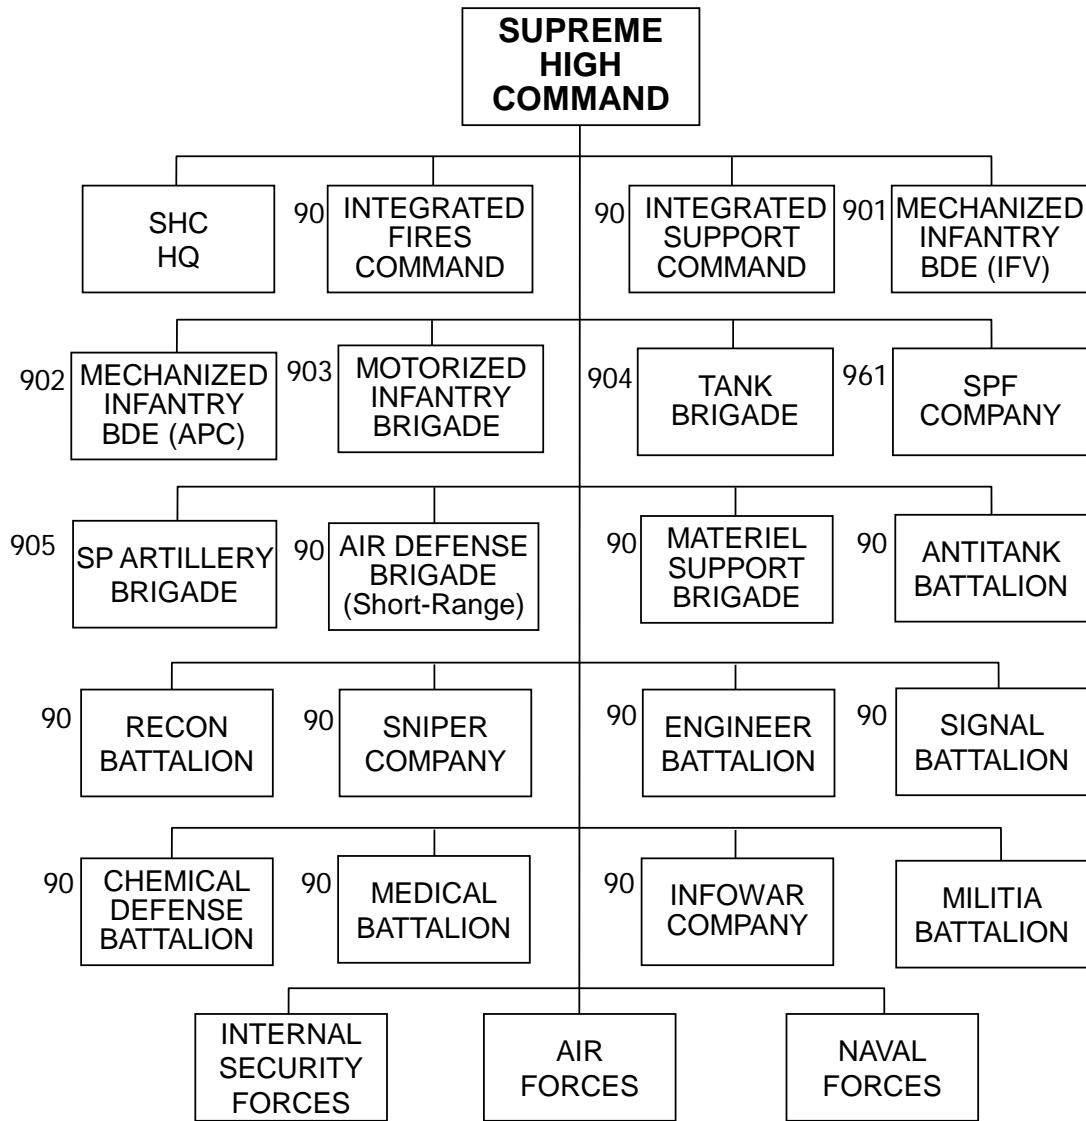 SUPREME
HIGH
COMMAND
SHC
HQ
90
INTEGRATED
FIRES
COMMAND
90
INTEGRATED
SUPPORT
COMMAND
901
MECHANIZED
INFANTRY
BDE (IFV)
902
MECHANIZED
INFANTRY
BDE (APC)
903
MOTORIZED
INFANTRY
BRIGADE
904
TANK
BRIGADE
961
SPF
COMPANY
905
SP ARTILLERY
BRIGADE
90
AIR DEFENSE
BRIGADE
(Short-Range)
90
MATERIEL
SUPPORT
BRIGADE
90
ANTITANK
BATTALION
90
RECON
BATTALION
90
SNIPER
COMPANY
90
ENGINEER
BATTALION
90
SIGNAL
BATTALION
90
CHEMICAL
DEFENSE
BATTALION
90
MEDICAL
BATTALION
90
INFOWAR
COMPANY
MILITIA
BATTALION
INTERNAL
SECURITY
FORCES
AIR
FORCES
NAVAL
FORCES